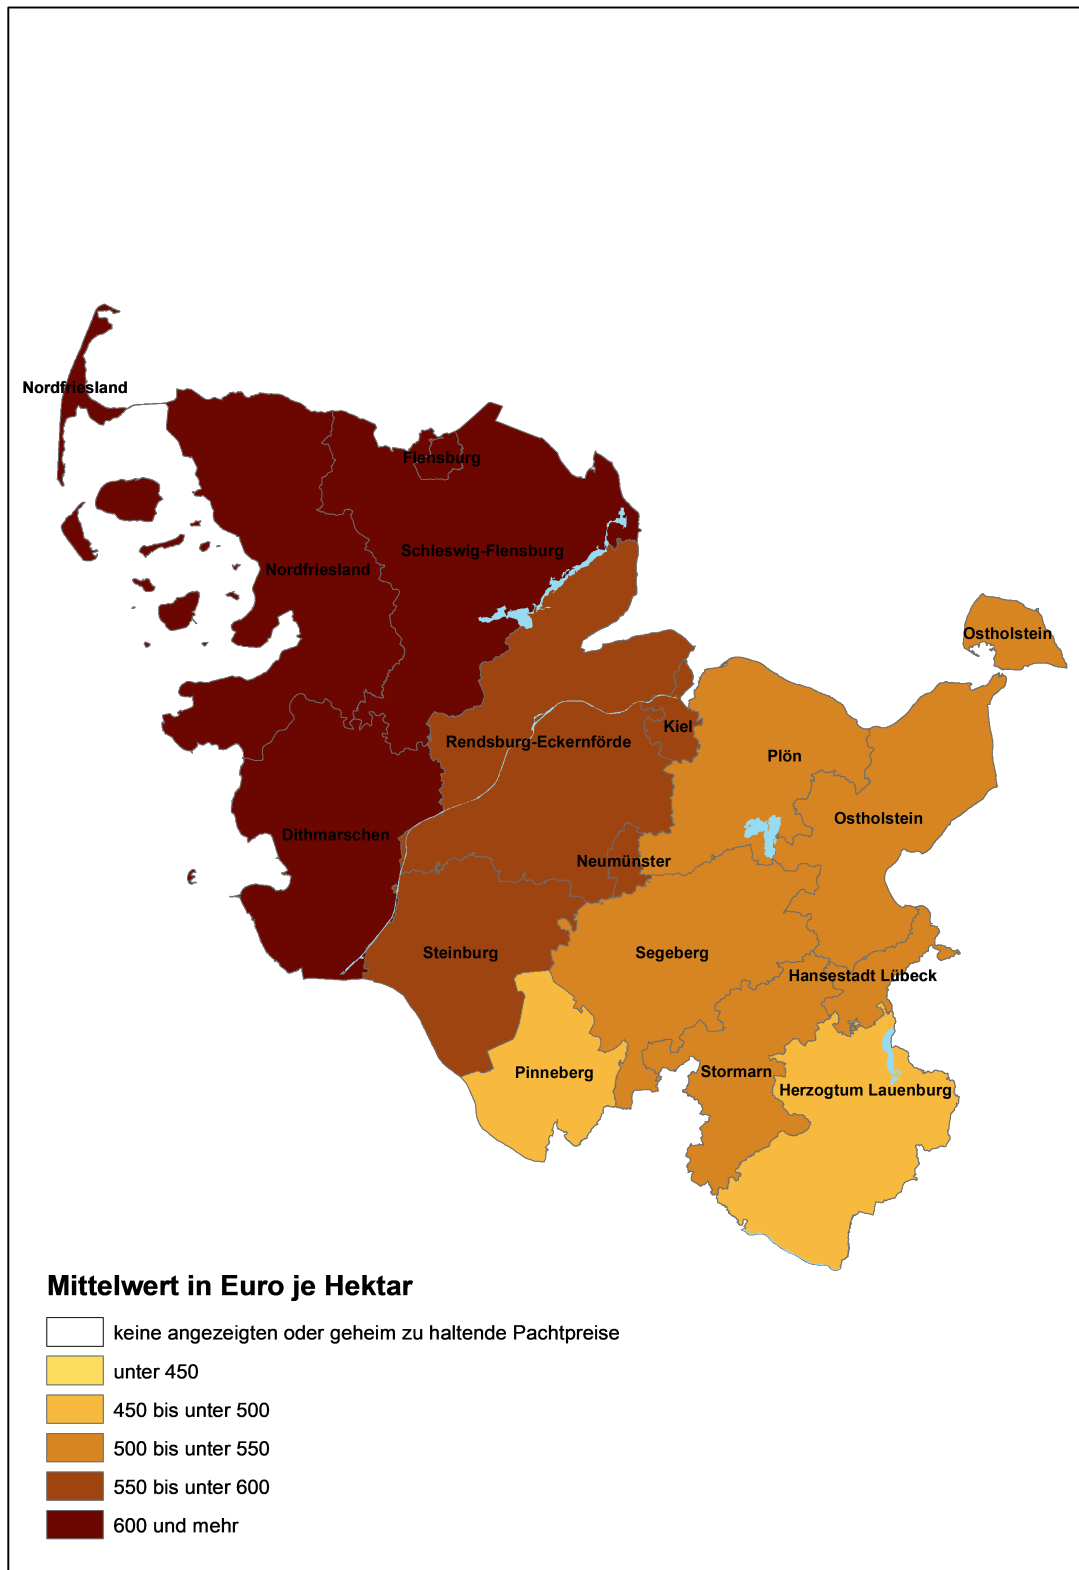 Nordfriesland
Flensburg
Schleswig-Flensburg
Nordfriesland
Ostholstein
Kiel
Rendsburg-Eckernförde
Plön
Ostholstein
Dithmarschen
Neumünster
Steinburg
Segeberg
Hansestadt Lübeck
Pinneberg
Stormarn
Herzogtum Lauenburg
Mittelwert in Euro je Hektar
keine angezeigten oder geheim zu haltende Pachtpreise
unter 450
450 bis unter 500
500 bis unter 550
550 bis unter 600
600 und mehr